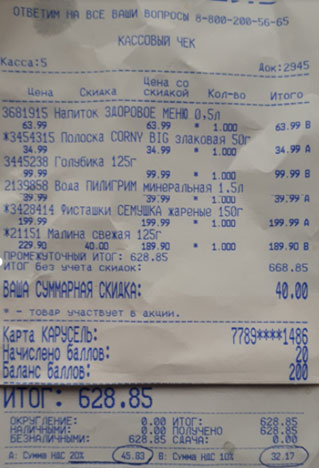 ОТВЕТИМ НА ВСЕ ВАШИ ВОПРОСЫ 8-800-200-56-65
КАССОВЫЙ ЧЕК
Касса:5 Док:2945
Цена Скидка Цена со скидкой Кол-во Итого
3681915 Напиток ЗДОРОВОЕ МЕНЮ 0,5л
63.99 63.99 * 1.000 63.99 В
*3454315 Полоска CORNY BIG злаковая 50г
34.99 34.99 * 1.000 34.99 А
3445238 Голубика 125г
99.99 99.99 * 1.000 99.99 В
2139858 Вода ПИЛИГРИМ минеральная 1.5л
39.99 39.99 * 1.000 39.99 А
*3428414 Фисташки СЕМУШКА жареные 150г
199.99 199.99 * 1.000 199.99 А
*21151 Малина свежая 125г
229.90 40.00 189.90 * 1.000 189.90 В
ПРОМЕЖУТОЧНЫЙ ИТОГ: 628.85
ИТОГ БЕЗ УЧЕТА СКИДОК: 668.85
ВАША СУММАРНАЯ СКИДКА: 40.00
* - ТОВАР УЧАСТВУЕТ В АКЦИИ.
Карта КАРУСЕЛЬ: 7789****1486
Начислено баллов: 20
Баланс баллов: 200
ИТОГ: 628.85
ОКРУГЛЕНИЕ: 0.00 ИТОГ: 628.85
НАЛИЧНЫМИ: 0.00 ПОЛУЧЕНО 628.85
БЕЗНАЛИЧНЫМИ: 628.85 СДАЧА: 0.00
А: Сумма НДС 20% 45.83 В: Сумма НДС 10% 32.17